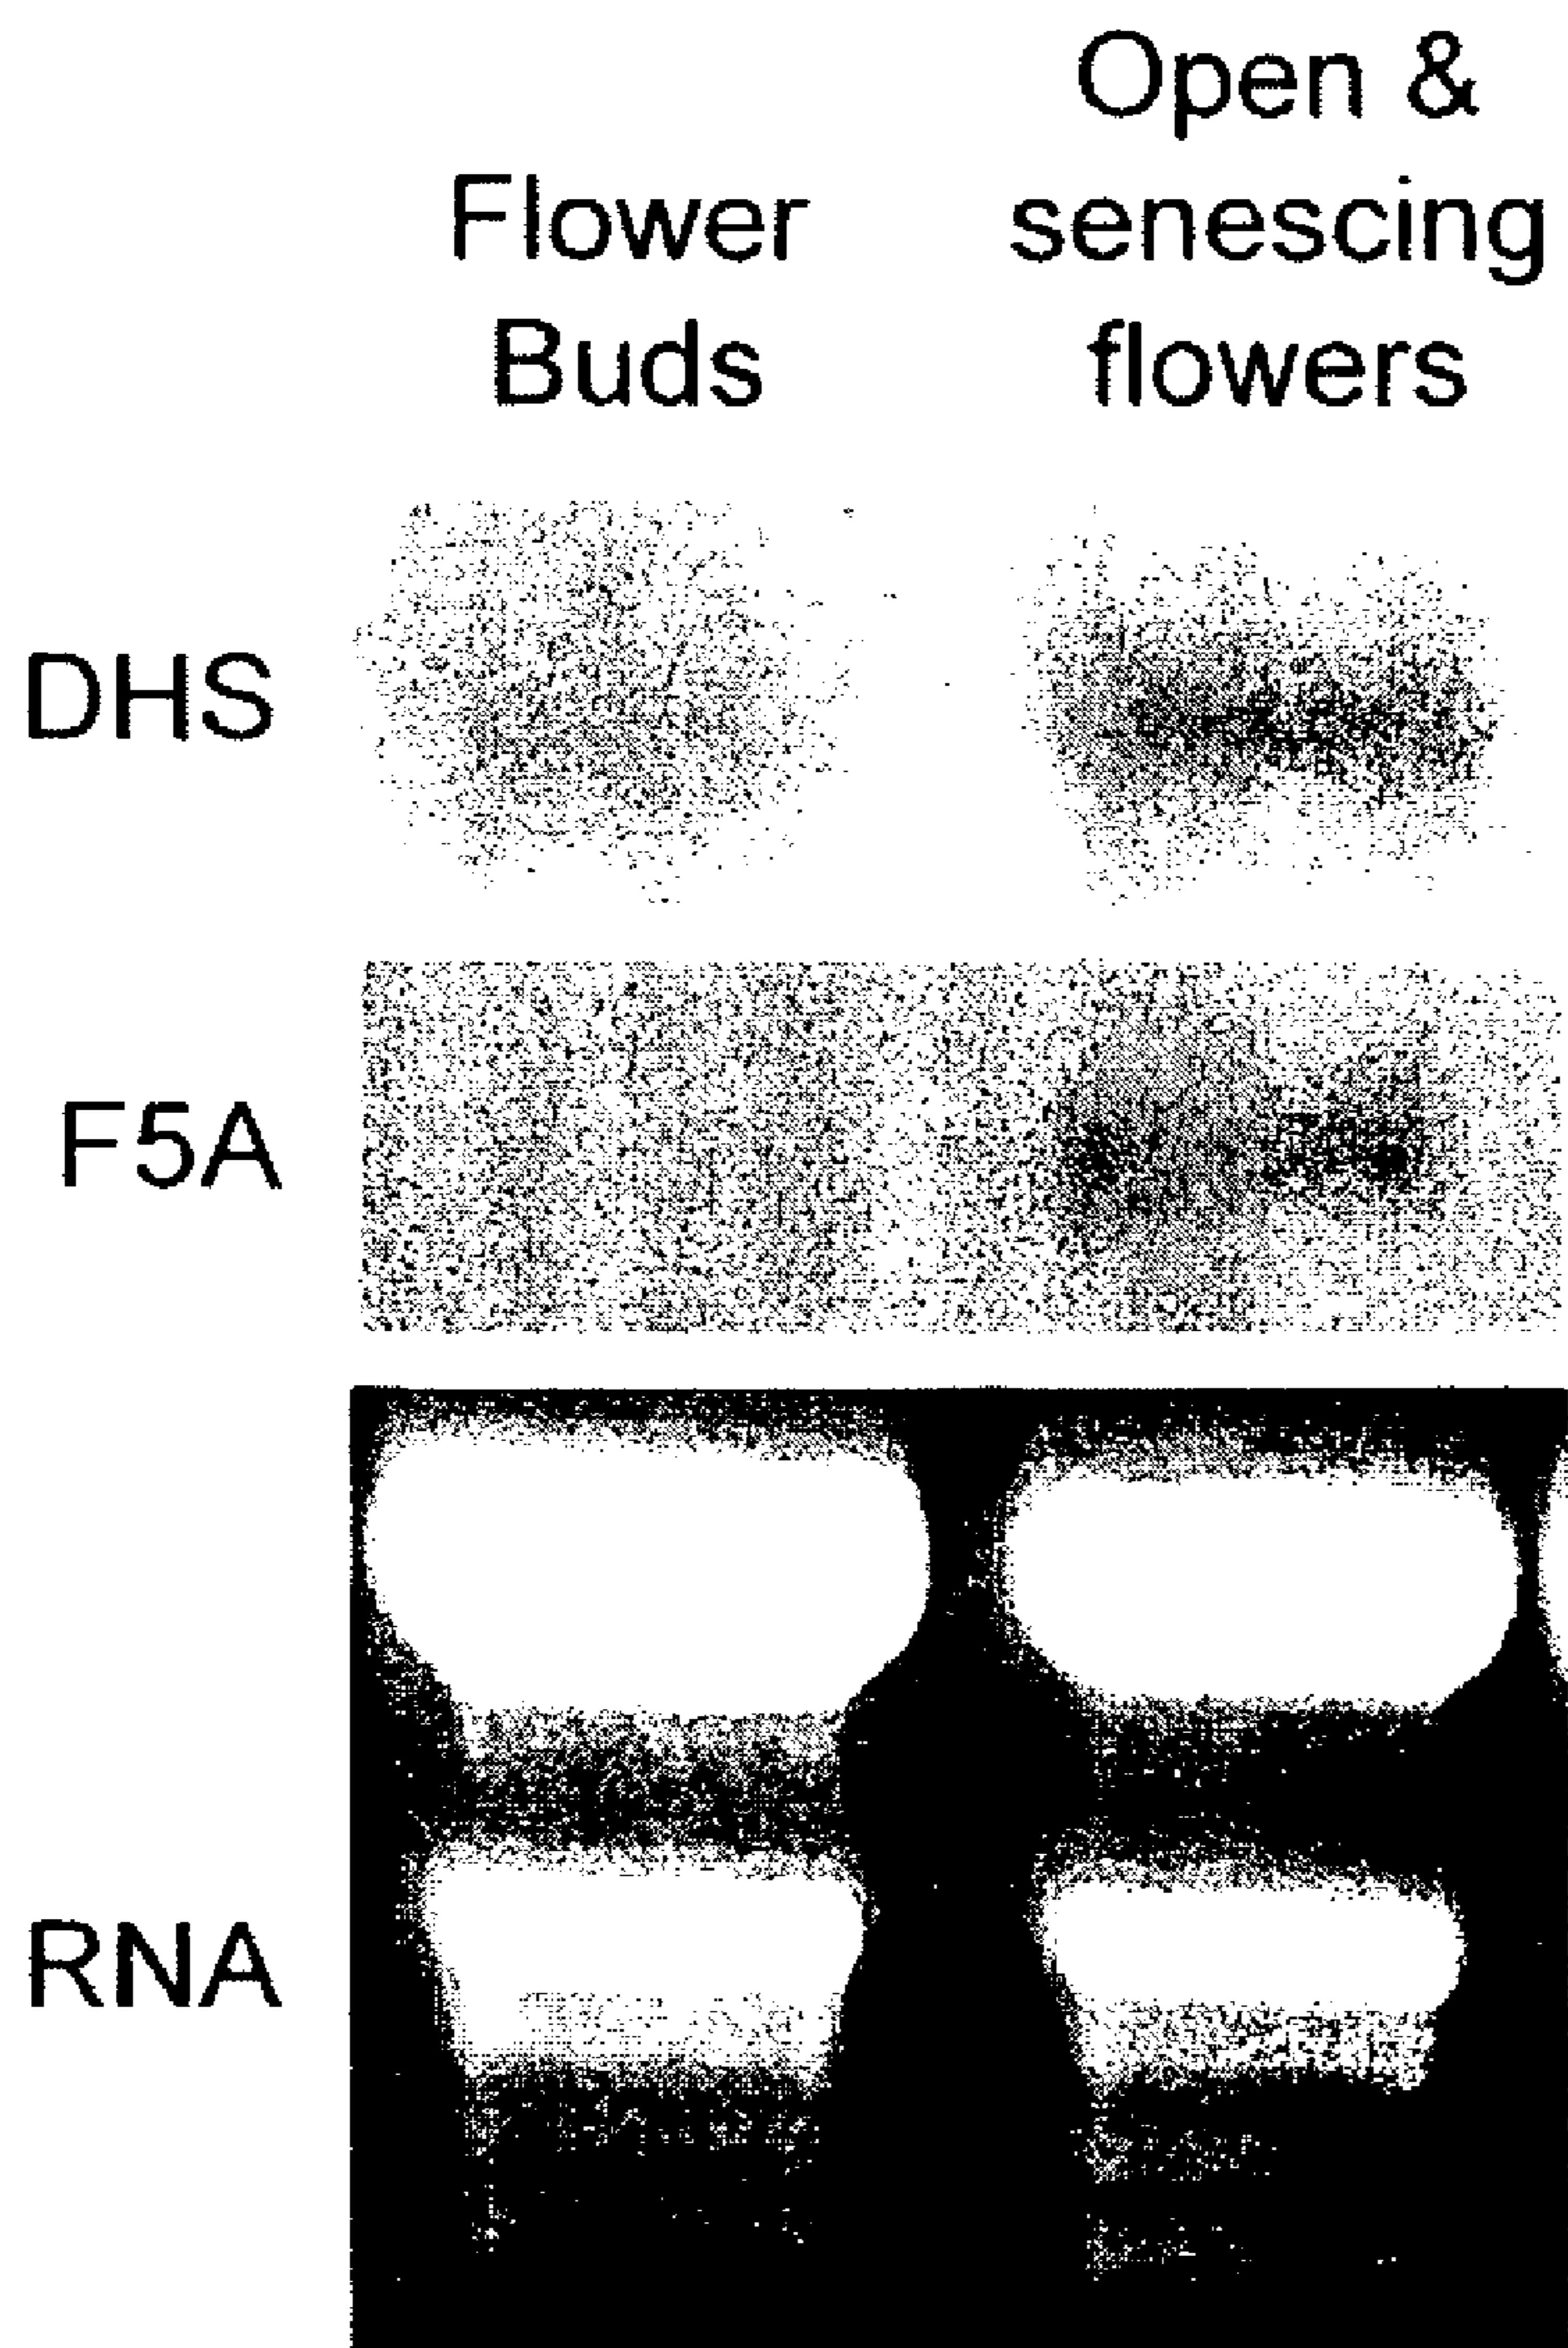 Flower
Buds
Open &
senescing
flowers
DHS
F5A
RNA